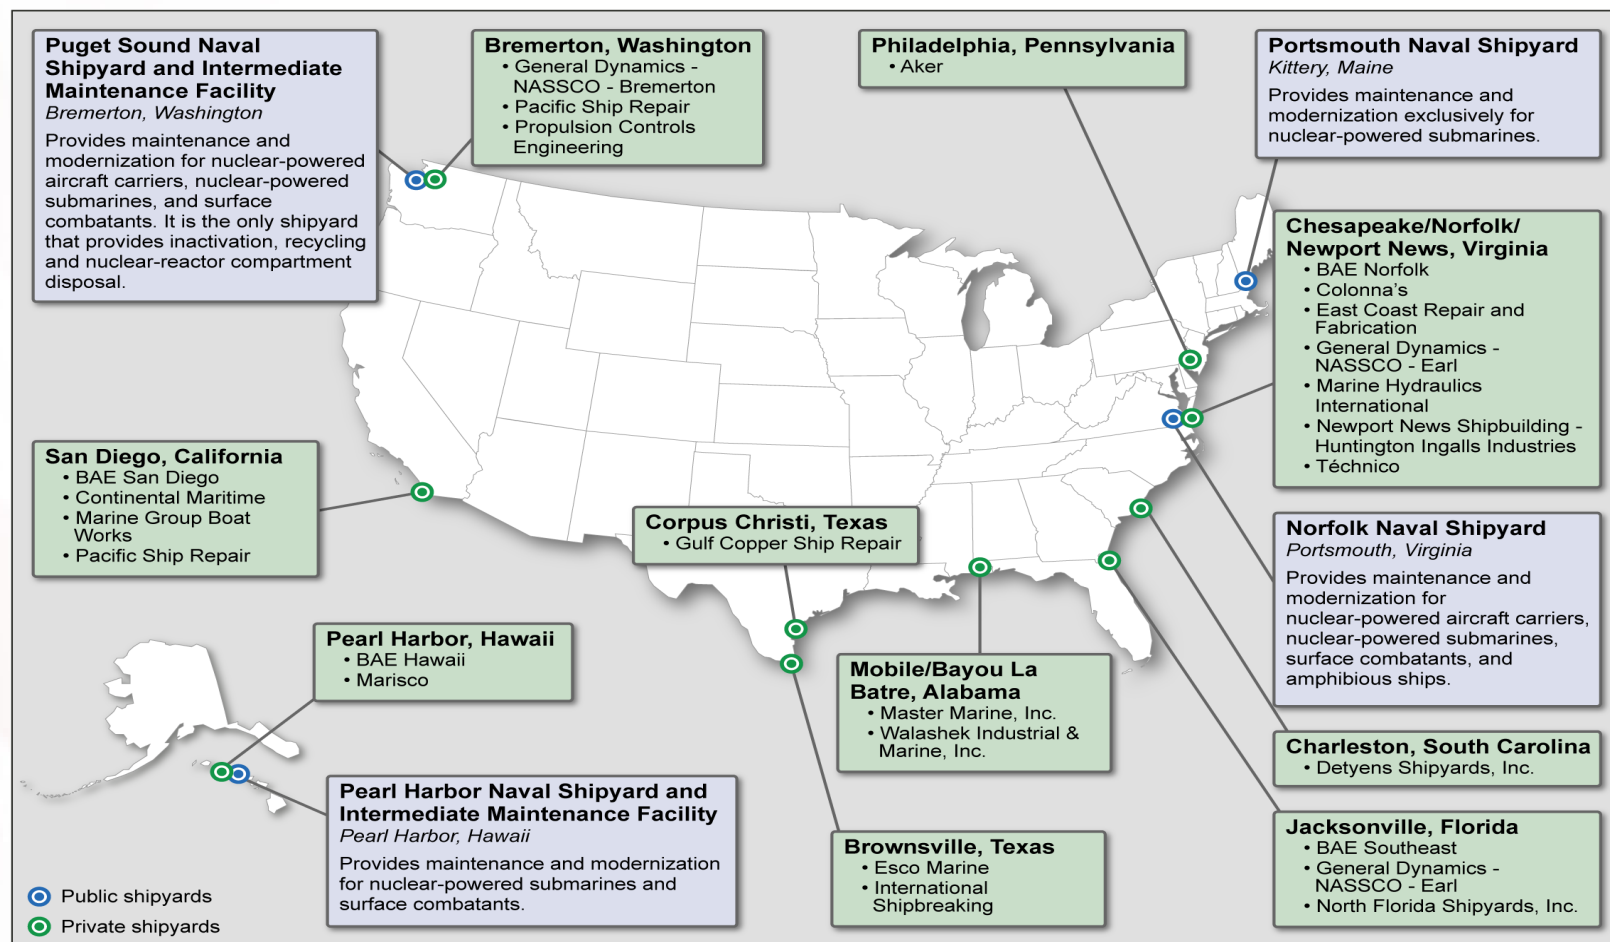 Puget Sound Naval
Shipyard and Intermediate
Maintenance Facility
Bremerton, Washington
Provides maintenance and
modernization for nuclear-powered
aircraft carriers, nuclear-powered
submarines, and surface
combatants. It is the only shipyard
that provides inactivation, recycling
and nuclear-reactor compartment
disposal.
Bremerton, Washington
• General Dynamics -
NASSCO - Bremerton
• Pacific Ship Repair
• Propulsion Controls
Engineering
Philadelphia, Pennsylvania
• Aker
Portsmouth Naval Shipyard
Kittery, Maine
Provides maintenance and
modernization exclusively for
nuclear-powered submarines.
Chesapeake/Norfolk/
Newport News, Virginia
• BAE Norfolk
• Colonna’s
• East Coast Repair and
Fabrication
• General Dynamics -
NASSCO - Earl
• Marine Hydraulics
International
• Newport News Shipbuilding -
Huntington Ingalls Industries
• Téchnico
San Diego, California
• BAE San Diego
• Continental Maritime
• Marine Group Boat
Works
• Pacific Ship Repair
Corpus Christi, Texas
• Gulf Copper Ship Repair
Norfolk Naval Shipyard
Portsmouth, Virginia
Provides maintenance and
modernization for
nuclear-powered aircraft carriers,
nuclear-powered submarines,
surface combatants, and
amphibious ships.
Pearl Harbor, Hawaii
• BAE Hawaii
• Marisco
Mobile/Bayou La
Batre, Alabama
• Master Marine, Inc.
• Walashek Industrial &
Marine, Inc.
Charleston, South Carolina
• Detyens Shipyards, Inc.
Pearl Harbor Naval Shipyard and
Intermediate Maintenance Facility
Pearl Harbor, Hawaii
Provides maintenance and modernization
for nuclear-powered submarines and
surface combatants.
Brownsville, Texas
• Esco Marine
• International
Shipbreaking
Jacksonville, Florida
• BAE Southeast
• General Dynamics -
NASSCO - Earl
• North Florida Shipyards, Inc.
Public shipyards
Private shipyards